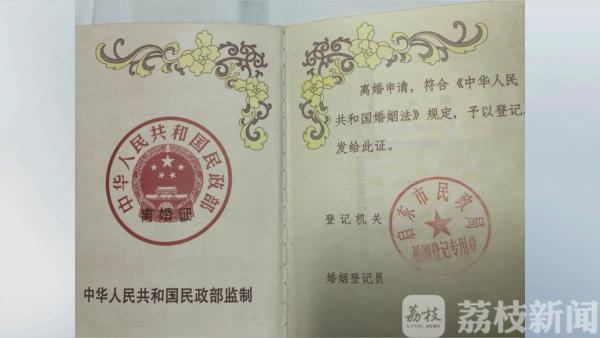 中华人民共和国民政部
离婚证
中华人民共和国民政部监制
离婚申请，符合《中华人民
共和国婚姻法》规定，予以登记，
发给此证。
登记机关
启东市民政局
婚姻登记专用章
婚姻登记员
荔枝
LITCHI NEWS
荔枝新闻